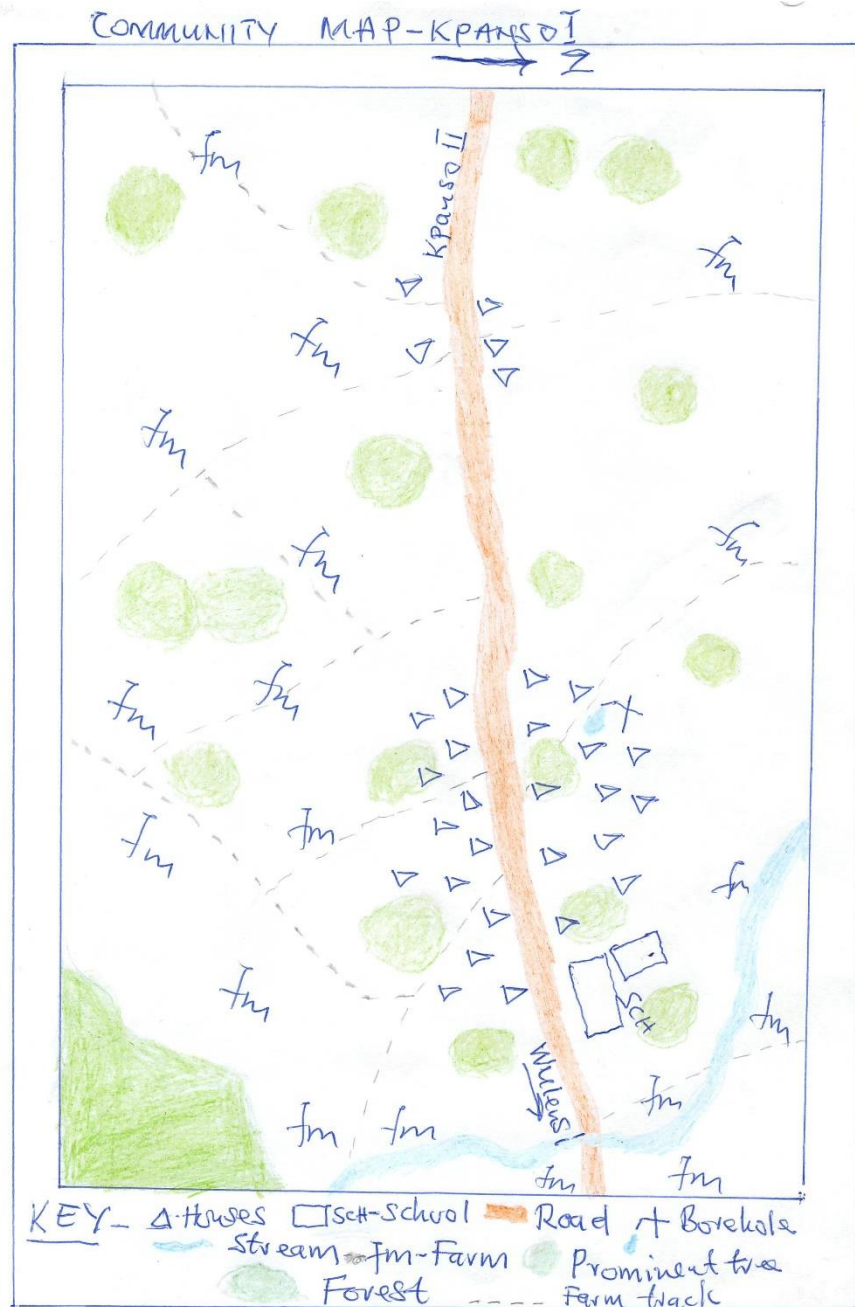 COMMUNITY MAP-KPANSO I
2
fm
Kpanso II
fm
fm
fm
fm
fm
fm
fm
fm
fm
fm
fm
SCH
fm
Wulensi
fm
fm
fm
fm
fm
KEY- Houses SCH-School Road Borehole
Stream fm-Farm Prominent tree
Forest farm track